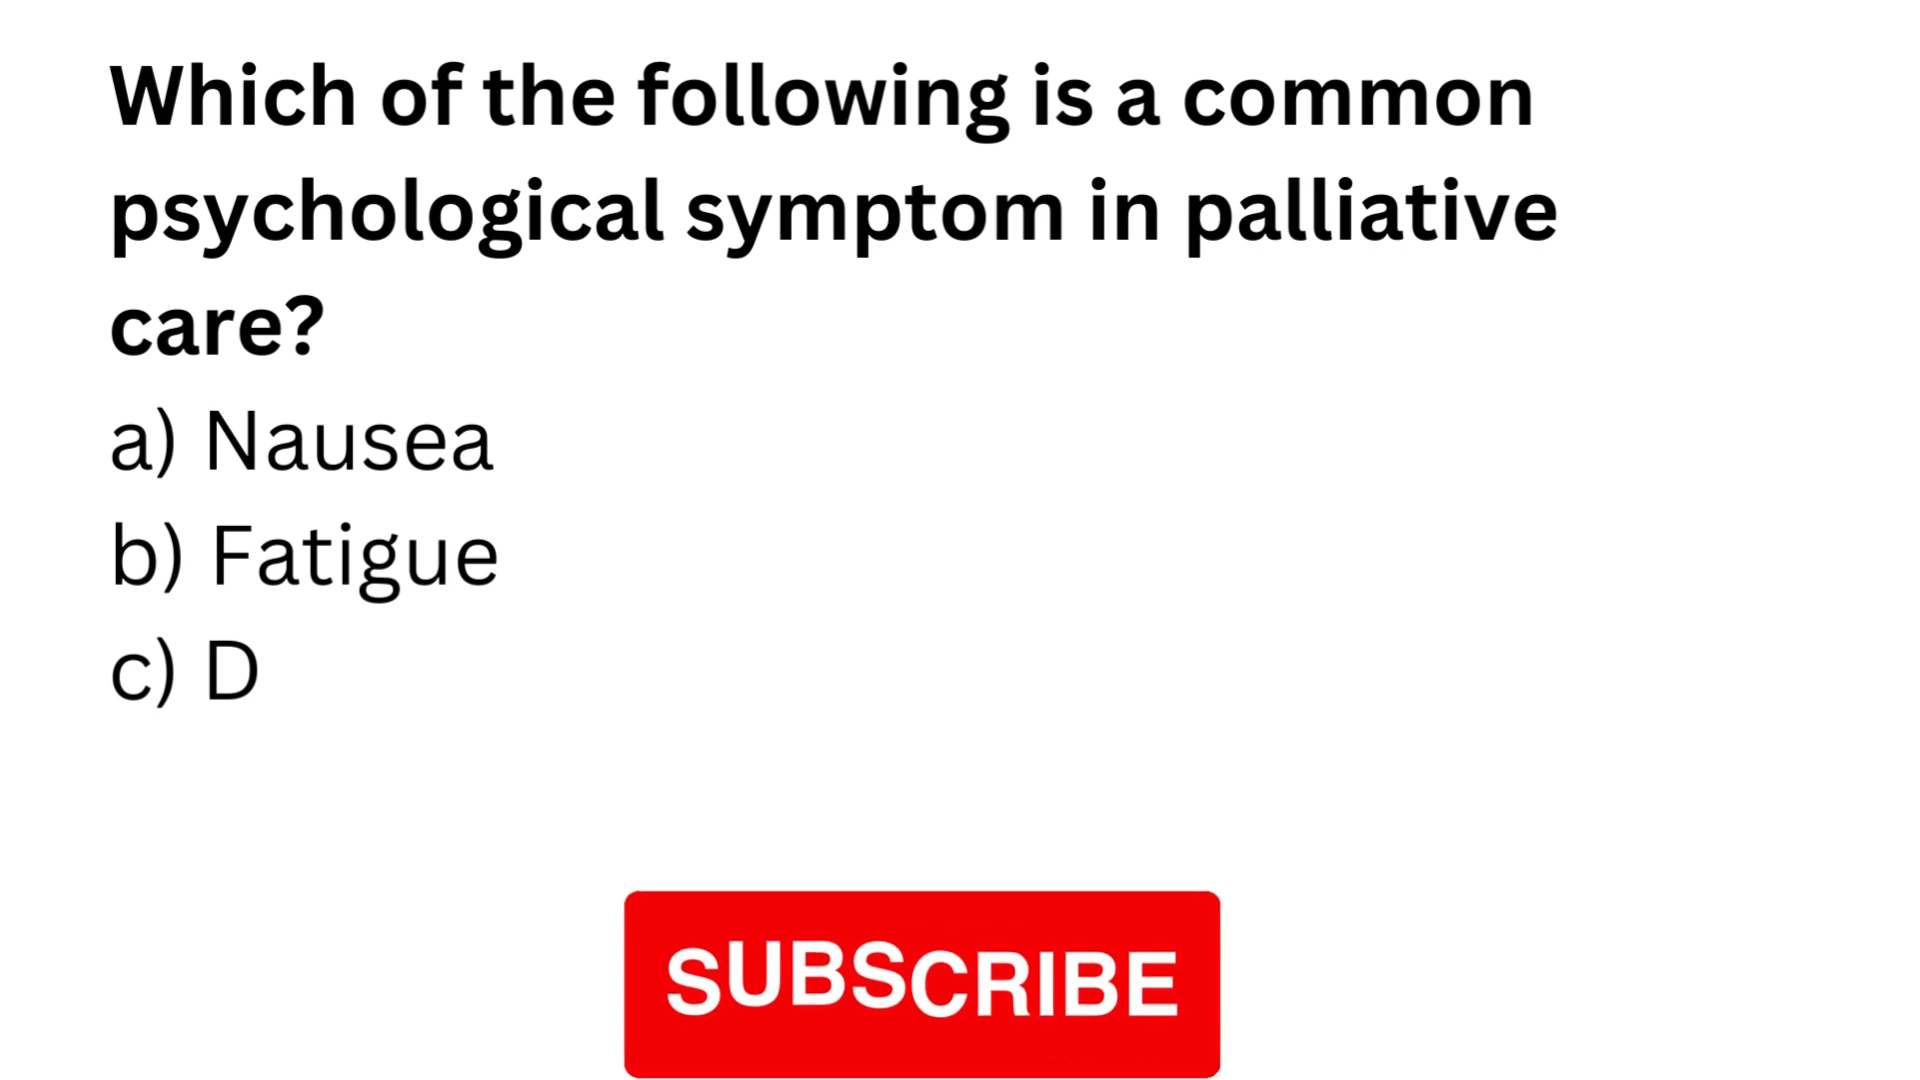 Which of the following is a common
psychological symptom in palliative
care?
a) Nausea
b) Fatigue
c) D
SUBSCRIBE